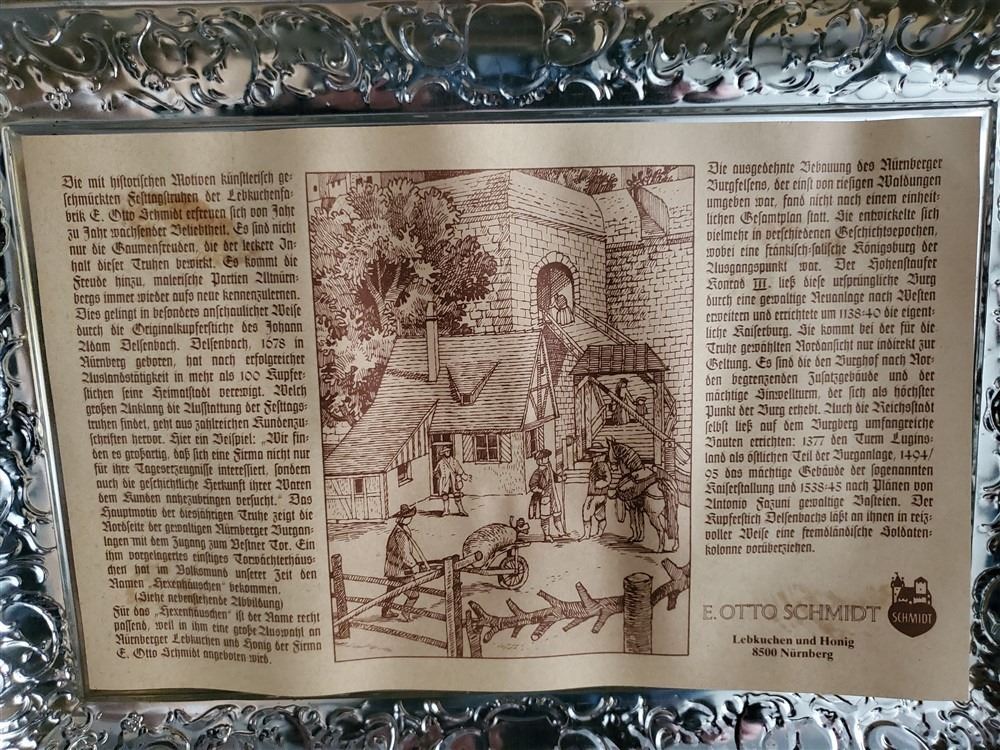 Die mit historischen Motiven künstlerisch ge-
schmückten Festtagstruhen der Lebkuchenfa-
brik E. Otto Schmidt erfreuen sich von Jahr
zu Jahr wachsender Beliebtheit. Es sind nicht
nur die Gaumenfreuden, die der leckere In-
halt dieser Truhen bewirkt. Es kommt die
Freude hinzu, malerische Partien Altnürn-
bergs immer wieder aufs neue kennenzulernen.
Dies gelingt in besonders anschaulicher Weise
durch die Originalkupferstiche des Johann
Adam Delsenbach. Delsenbach, 1678 in
Nürnberg geboren, hat nach erfolgreicher
Auslandstätigkeit in mehr als 100 Kupfer-
stichen seine Heimatstadt verewigt. Welch
großen Anklang die Ausstattung der Festtags-
truhen findet, geht aus zahlreichen Kundenzu-
schriften hervor. Hier ein Beispiel: „Wir fin-
den es großartig, daß sich eine Firma nicht nur
für ihre Tageserzeugnisse interessiert, sondern
auch die geschichtliche Herkunft ihrer Waren
dem Kunden nahezubringen versucht.“ Das
Hauptmotiv der diesjährigen Truhe zeigt die
Nordseite der gewaltigen Nürnberger Burgan-
lagen mit dem Zugang zum Vestner Tor. Ein
ihm vorgelagertes einstiges Torwächterhäus-
chen hat im Volksmund unserer Zeit den
Namen „Hexenhäuschen“ bekommen.
(Siehe nebenstehende Abbildung)
Für das „Hexenhäuschen“ ist der Name recht
passend, weil in ihm eine große Auswahl an
Nürnberger Lebkuchen und Honig der Firma
E. Otto Schmidt angeboten wird.
Die ausgedehnte Bebauung des Nürnberger
Burgfelsens, der einst von riesigen Waldungen
umgeben war, fand nicht nach einem einheit-
lichen Gesamtplan statt. Sie entwickelte sich
vielmehr in verschiedenen Geschichtsepochen,
wobei eine fränkisch-salische Königsburg der
Ausgangspunkt war. Der Hohenstaufer
Konrad III. ließ diese ursprüngliche Burg
durch eine gewaltige Neuanlage nach Westen
erweitern und errichtete um 1138-40 die eigent-
liche Kaiserburg. Sie kommt bei der für die
Truhe gewählten Nordansicht nur indirekt zur
Geltung. Es sind die den Burghof nach Nor-
den begrenzenden Zusatzgebäude und der
mächtige Sinwellturm, der sich als höchster
Punkt der Burg erhebt. Auch die Reichsstadt
selbst ließ auf dem Burgberg umfangreiche
Bauten errichten: 1377 den Turm Lugins-
land als östlichen Teil der Burganlage, 1494/
95 das mächtige Gebäude der sogenannten
Kaiserstallung und 1538-45 nach Plänen von
Antonio Fazuni gewaltige Basteien. Der
Kupferstich Delsenbachs läßt an ihnen in reiz-
voller Weise eine fremdländische Soldaten-
kolonne vorüberziehen.
E. OTTO SCHMIDT
SCHMIDT
Lebkuchen und Honig
8500 Nürnberg